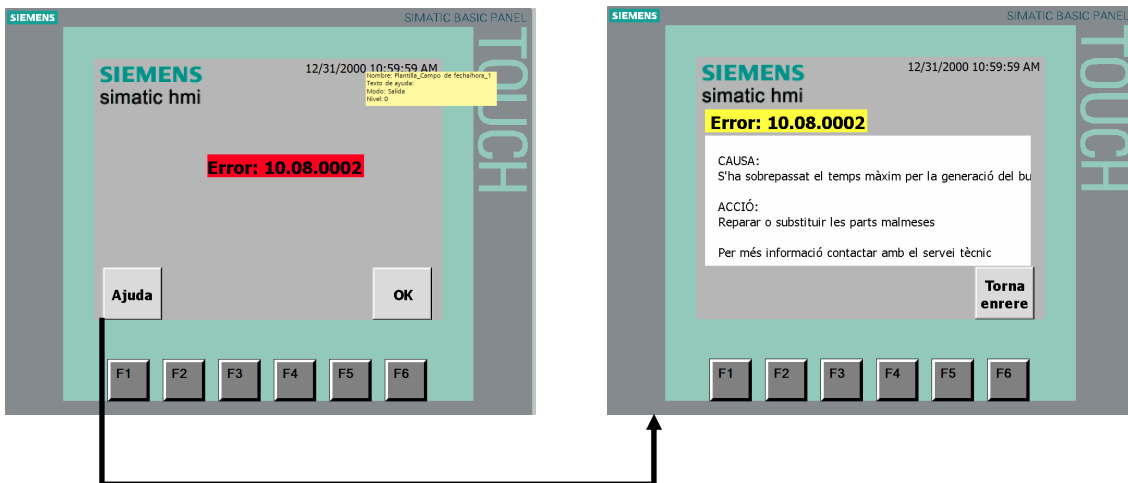 SIEMENS
SIMATIC BASIC PANEL
TOUCH
SIEMENS
simatic hmi
12/31/2000 10:59:59 AM
Nombre: Plantilla_Campo de fecha/hora_1
Texto de ayuda:
Modo: Salida
Nivel: 0
Error: 10.08.0002
Ajuda
OK
F1
F2
F3
F4
F5
F6
SIEMENS
SIMATIC BASIC PANEL
TOUCH
SIEMENS
simatic hmi
12/31/2000 10:59:59 AM
Error: 10.08.0002
CAUSA:
S'ha sobrepassat el temps màxim per la generació del bu
ACCIÓ:
Reparar o substituir les parts malmeses
Per més informació contactar amb el servei tècnic
Torna
enrere
F1
F2
F3
F4
F5
F6